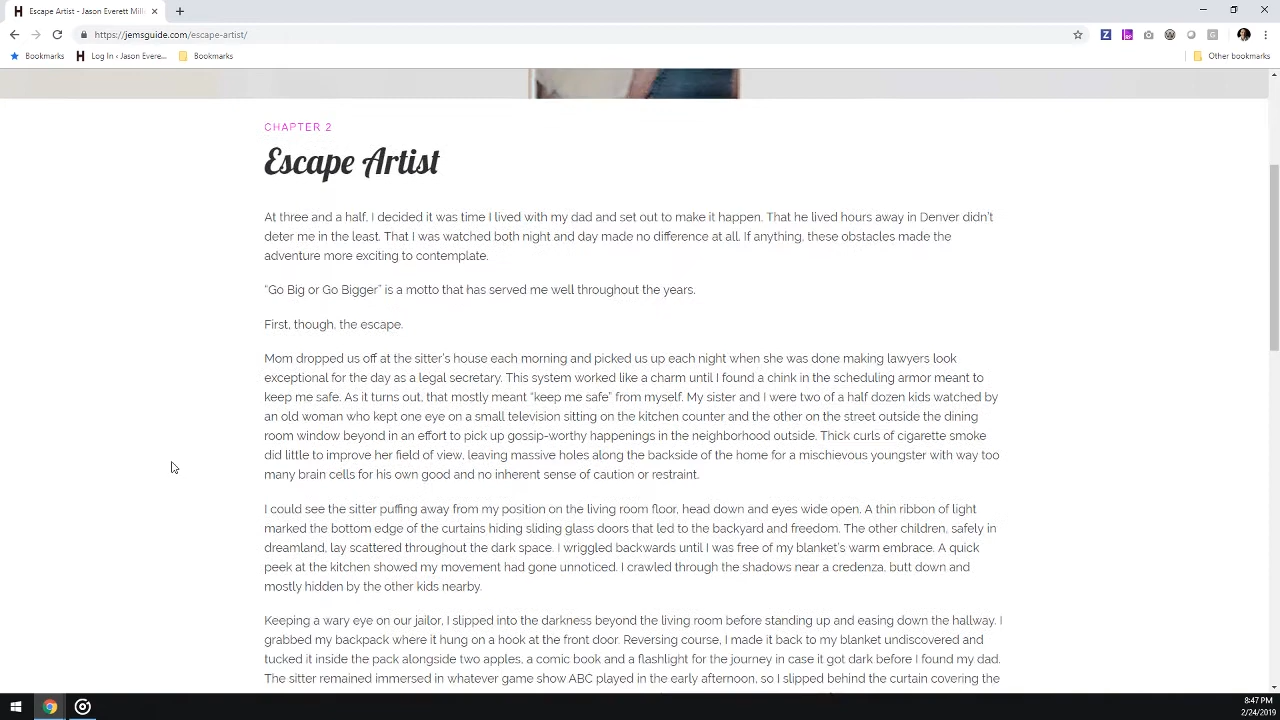 Escape Artist - Jason Everett Mill
https://jemsguide.com/escape-artist/
Bookmarks
Log In ‹ Jason Evere...
Bookmarks
Other bookmarks
CHAPTER 2
Escape Artist
At three and a half, I decided it was time I lived with my dad and set out to make it happen. That he lived hours away in Denver didn't
deter me in the least. That I was watched both night and day made no difference at all. If anything, these obstacles made the
adventure more exciting to contemplate.
“Go Big or Go Bigger” is a motto that has served me well throughout the years.
First, though, the escape.
Mom dropped us off at the sitter's house each morning and picked us up each night when she was done making lawyers look
exceptional for the day as a legal secretary. This system worked like a charm until I found a chink in the scheduling armor meant to
keep me safe. As it turns out, that mostly meant “keep me safe” from myself. My sister and I were two of a half dozen kids watched by
an old woman who kept one eye on a small television sitting on the kitchen counter and the other on the street outside the dining
room window beyond in an effort to pick up gossip-worthy happenings in the neighborhood outside. Thick curls of cigarette smoke
did little to improve her field of view, leaving massive holes along the backside of the home for a mischievous youngster with way too
many brain cells for his own good and no inherent sense of caution or restraint.
I could see the sitter puffing away from my position on the living room floor, head down and eyes wide open. A thin ribbon of light
marked the bottom edge of the curtains hiding sliding glass doors that led to the backyard and freedom. The other children, safely in
dreamland, lay scattered throughout the dark space. I wriggled backwards until I was free of my blanket's warm embrace. A quick
peek at the kitchen showed my movement had gone unnoticed. I crawled through the shadows near a credenza, butt down and
mostly hidden by the other kids nearby.
Keeping a wary eye on our jailor, I slipped into the darkness beyond the living room before standing up and easing down the hallway. I
grabbed my backpack where it hung on a hook at the front door. Reversing course, I made it back to my blanket undiscovered and
tucked it inside the pack alongside two apples, a comic book and a flashlight for the journey in case it got dark before I found my dad.
The sitter remained immersed in whatever game show ABC played in the early afternoon, so I slipped behind the curtain covering the
8:47 PM
2/24/2019